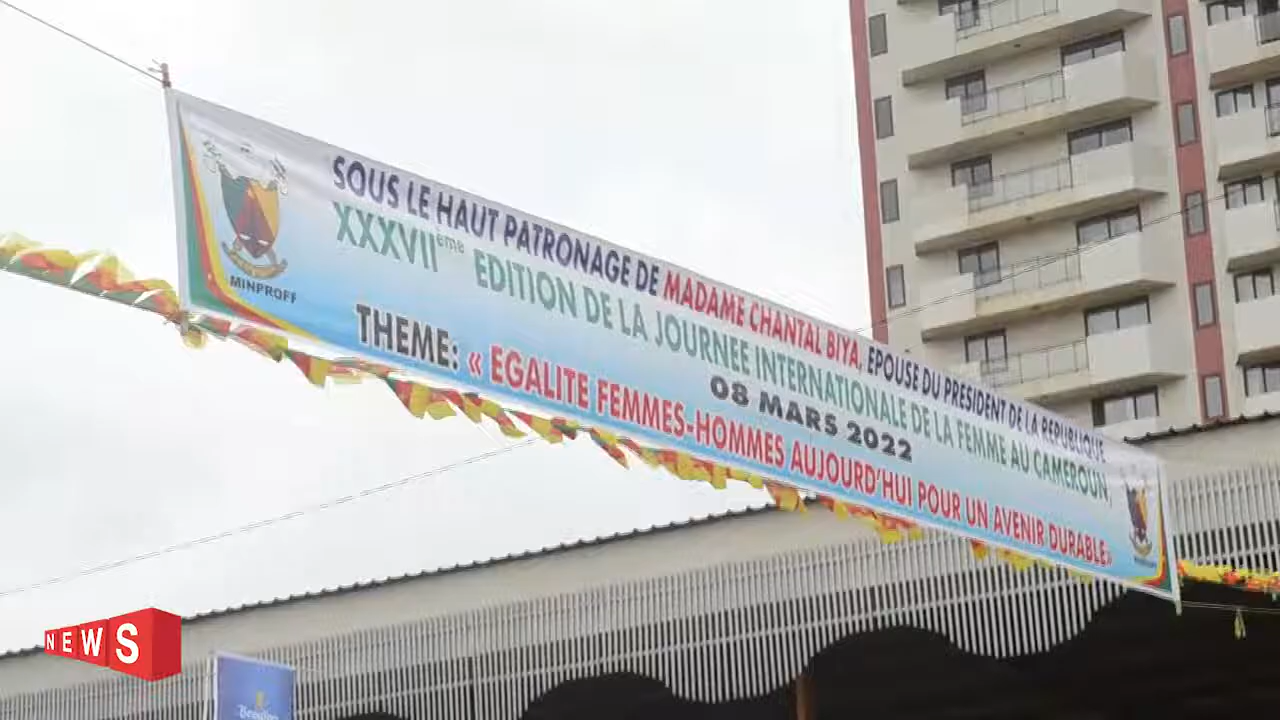 SOUS LE HAUT PATRONAGE DE MADAME CHANTAL BIYA, EPOUSE DU PRESIDENT DE LA REPUBLIQUE
XXXVIIème EDITION DE LA JOURNEE INTERNATIONALE DE LA FEMME AU CAMEROUN,
08 MARS 2022
THEME: « EGALITE FEMMES-HOMMES AUJOURD'HUI POUR UN AVENIR DURABLE»
MINPROFF
NEWS